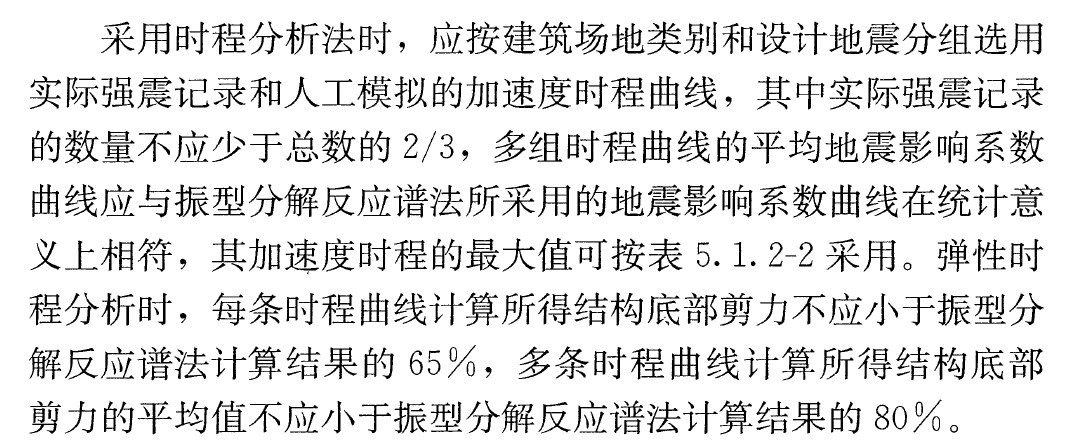 采用时程分析法时，应按建筑场地类别和设计地震分组选用
实际强震记录和人工模拟的加速度时程曲线，其中实际强震记录
的数量不应少于总数的 2/3，多组时程曲线的平均地震影响系数
曲线应与振型分解反应谱法所采用的地震影响系数曲线在统计意
义上相符，其加速度时程的最大值可按表 5.1.2-2 采用。弹性时
程分析时，每条时程曲线计算所得结构底部剪力不应小于振型分
解反应谱法计算结果的 65%，多条时程曲线计算所得结构底部
剪力的平均值不应小于振型分解反应谱法计算结果的 80%。